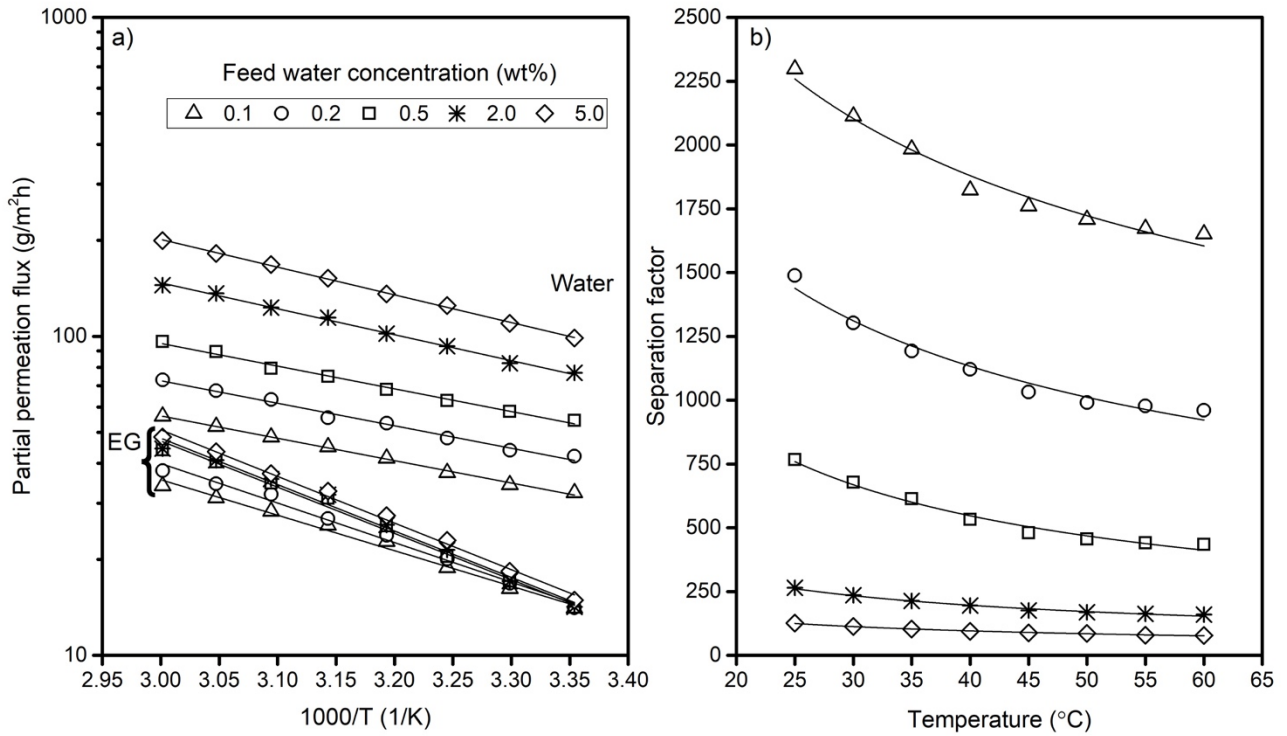 a)
Feed water concentration (wt%)
0.1 0.2 0.5 2.0 5.0
Water
EG
1000
100
10
Partial permeation flux (g/m²h)
2.95 3.00 3.05 3.10 3.15 3.20 3.25 3.30 3.35 3.40
1000/T (1/K)
b)
2500
2250
2000
1750
1500
1250
1000
750
500
250
0
Separation factor
20 25 30 35 40 45 50 55 60 65
Temperature (°C)